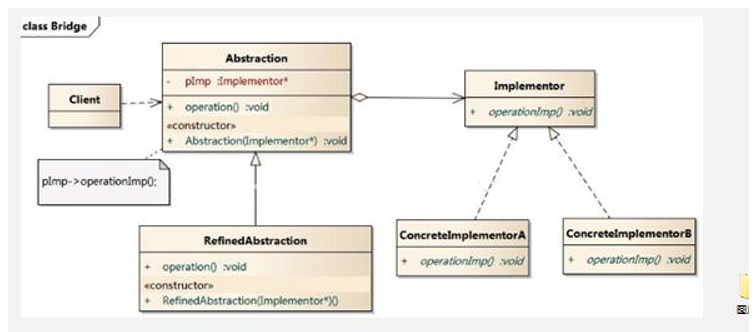 class Bridge
Abstraction
- pImp :Implementor*
+ operation() :void
«constructor»
+ Abstraction(Implementor*) :void
Client
Implementor
+ operationImp() :void
pImp->operationImp();
RefinedAbstraction
+ operation() :void
«constructor»
+ RefinedAbstraction(Implementor*)()
ConcreteImplementorA
+ operationImp() :void
ConcreteImplementorB
+ operationImp() :void